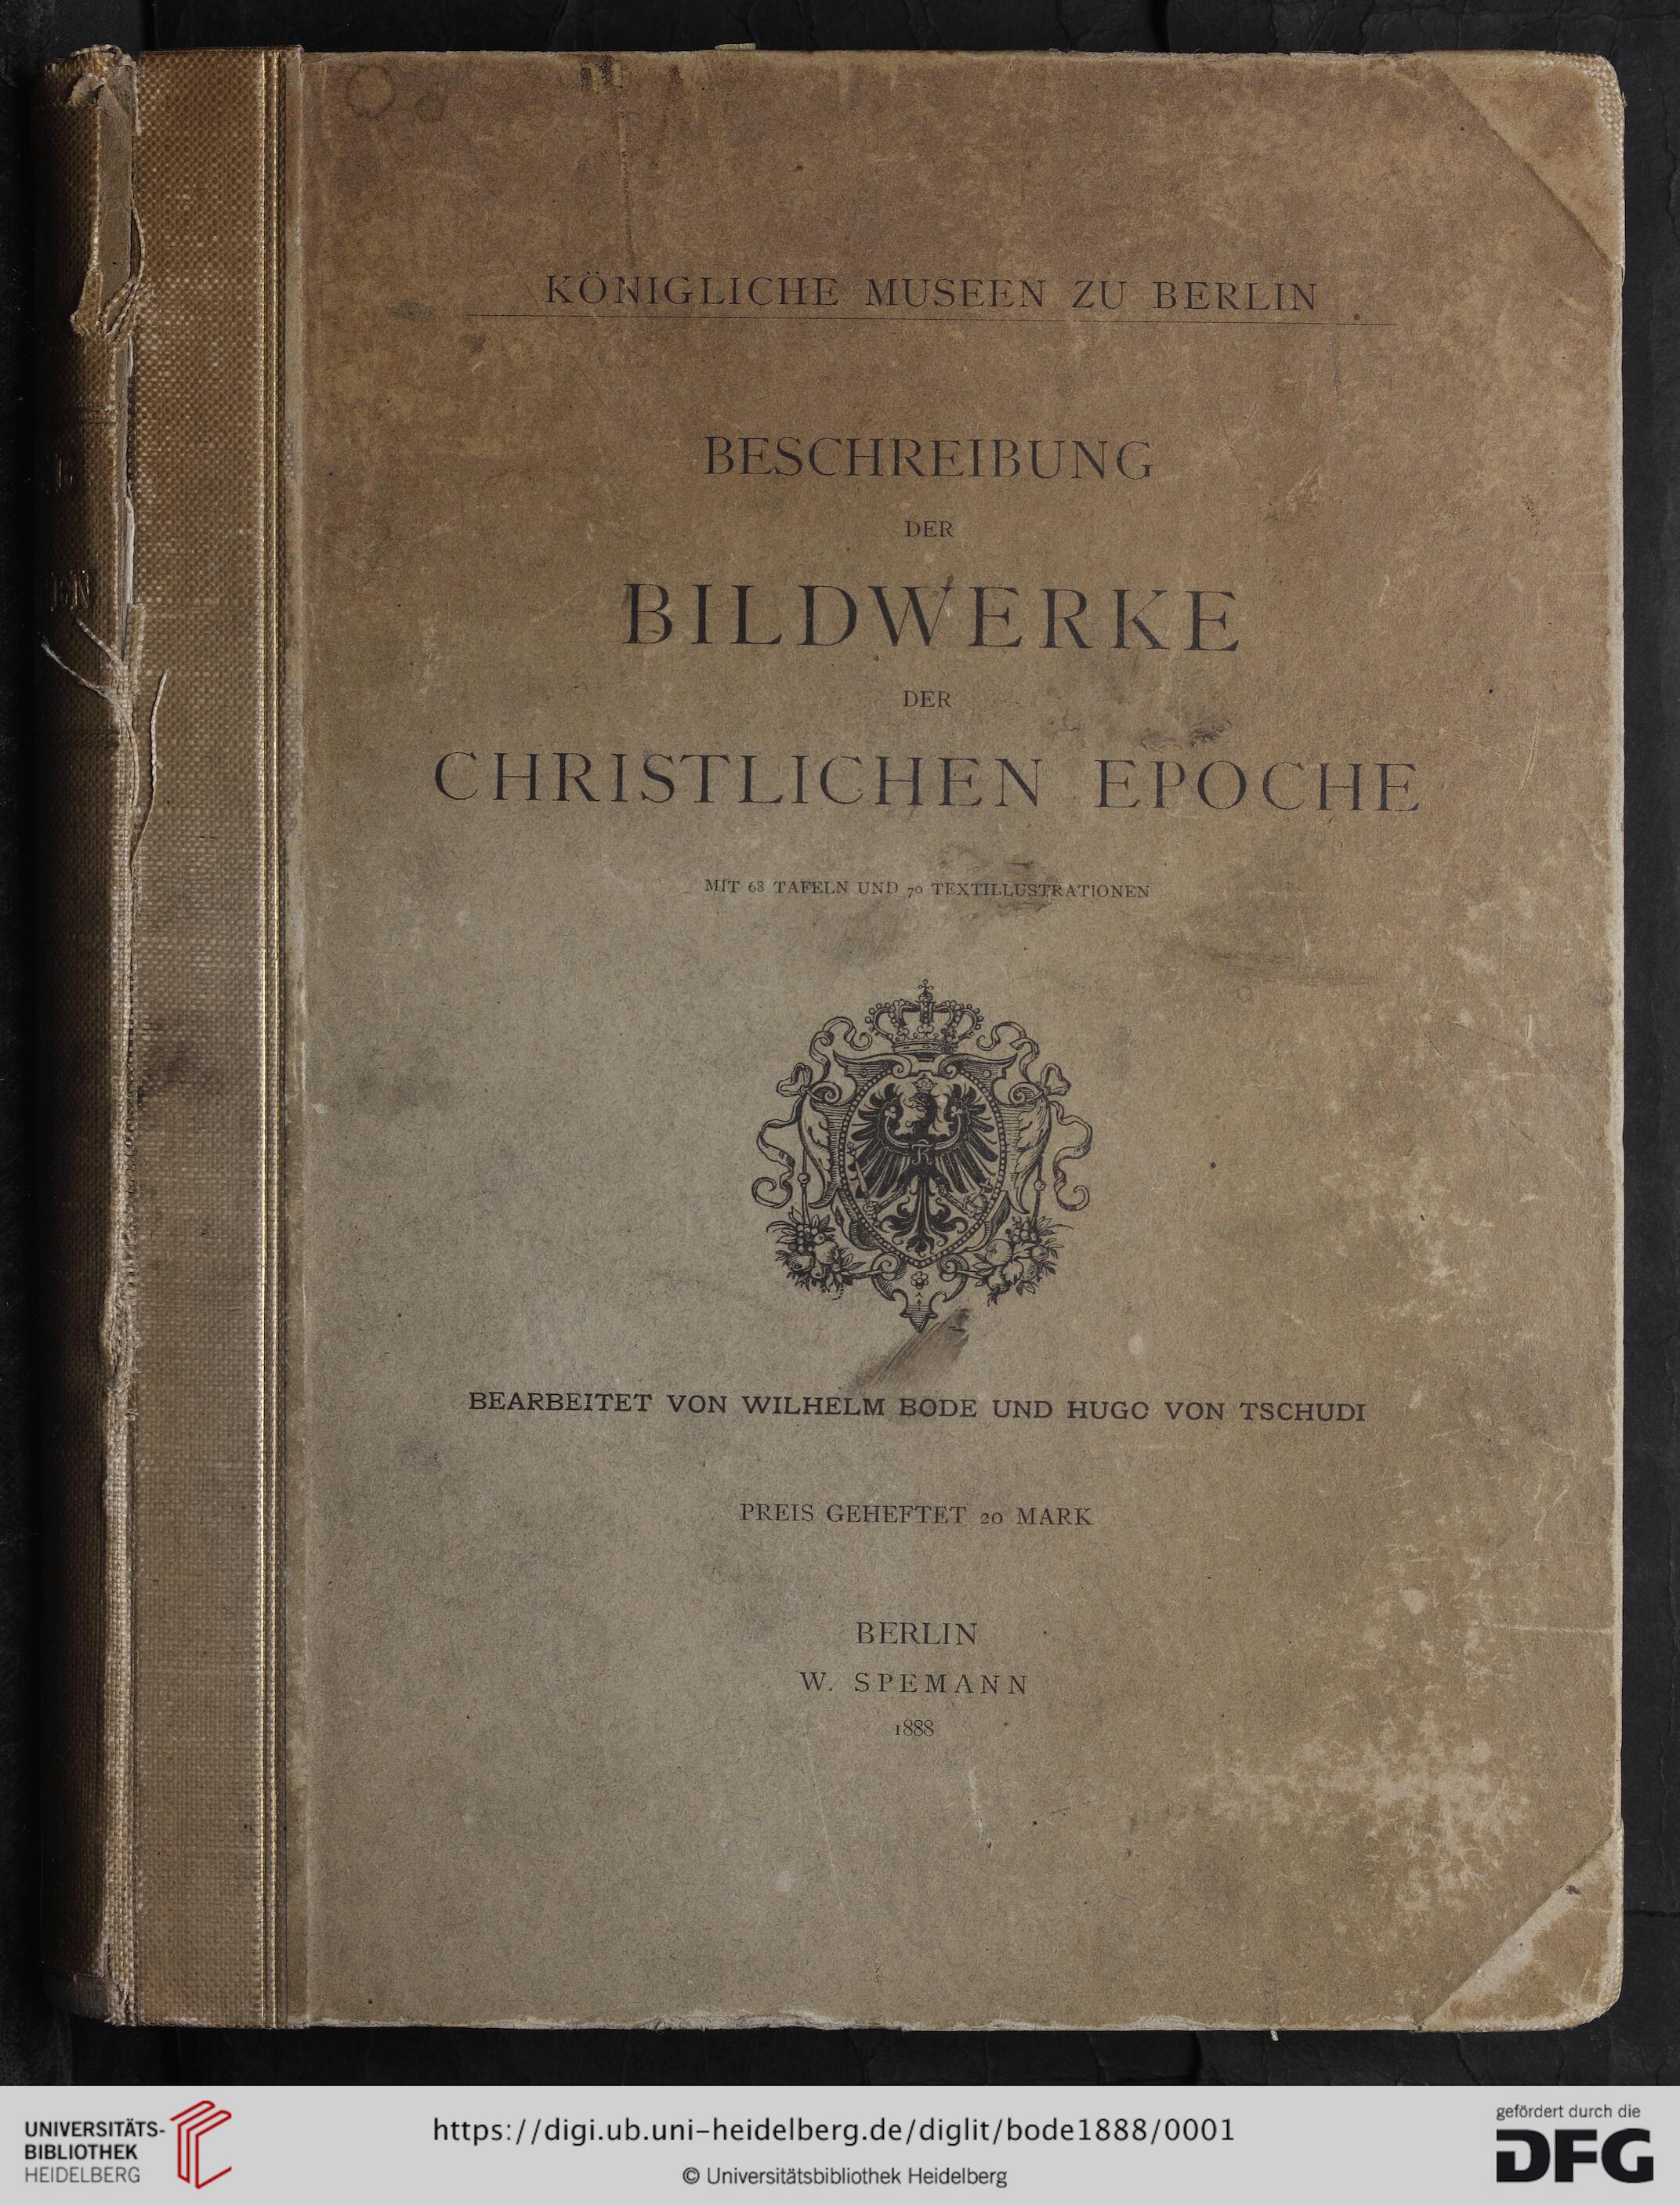 KÖNIGLICHE MUSEEN ZU BERLIN
BESCHREIBUNG
DER
BILDWERKE
DER
CHRISTLICHEN EPOCHE
MIT 68 TAFELN UND 70 TEXTILLUSTRATIONEN
BEARBEITET VON WILHELM BODE UND HUGO VON TSCHUDI
PREIS GEHEFTET 20 MARK
BERLIN
W. SPEMANN
1888
UNIVERSITÄTS-
BIBLIOTHEK
HEIDELBERG
https://digi.ub.uni-heidelberg.de/diglit/bode1888/0001
© Universitätsbibliothek Heidelberg
gefördert durch die
DFG